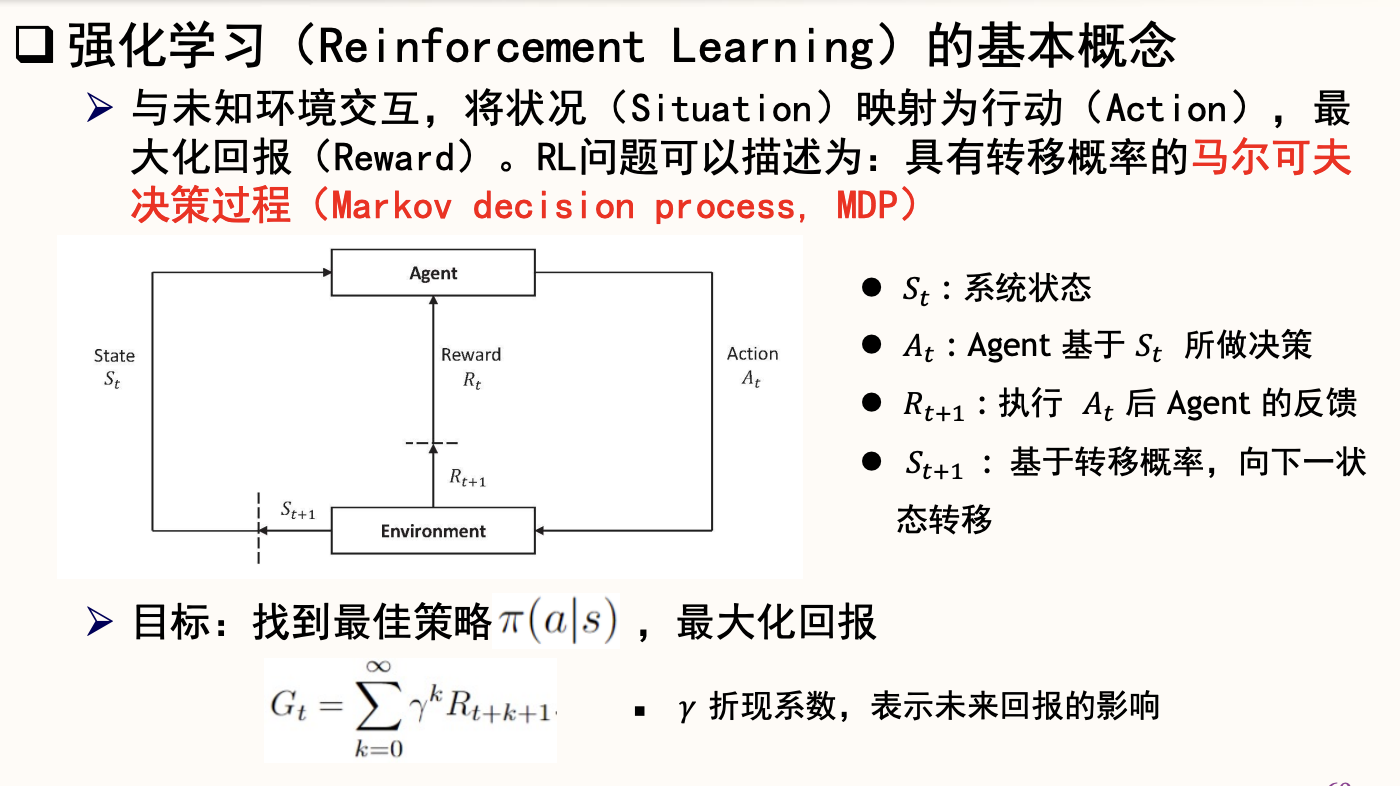 强化学习（Reinforcement Learning）的基本概念
与未知环境交互，将状况（Situation）映射为行动（Action），最
大化回报（Reward）。RL问题可以描述为：具有转移概率的马尔可夫
决策过程（Markov decision process, MDP）
Agent
State
S_t
Reward
R_t
Action
A_t
R_{t+1}
S_{t+1}
Environment
S_t：系统状态
A_t：Agent 基于 S_t 所做决策
R_{t+1}：执行 A_t 后 Agent 的反馈
S_{t+1}：基于转移概率，向下一状
态转移
目标：找到最佳策略 π(a|s)，最大化回报
G_t = ∑_{k=0}^{∞} γ^k R_{t+k+1}.
γ 折现系数，表示未来回报的影响